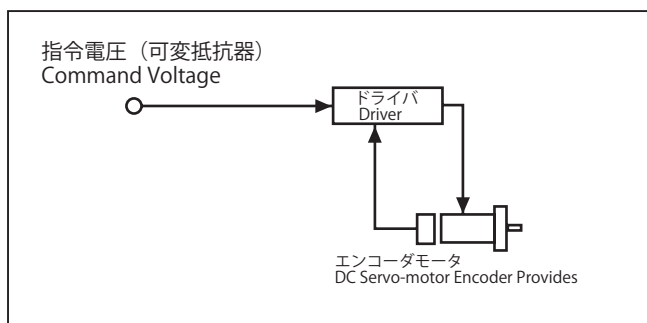 指令電圧（可変抵抗器）
Command Voltage
ドライバ
Driver
エンコーダモータ
DC Servo-motor Encoder Provides